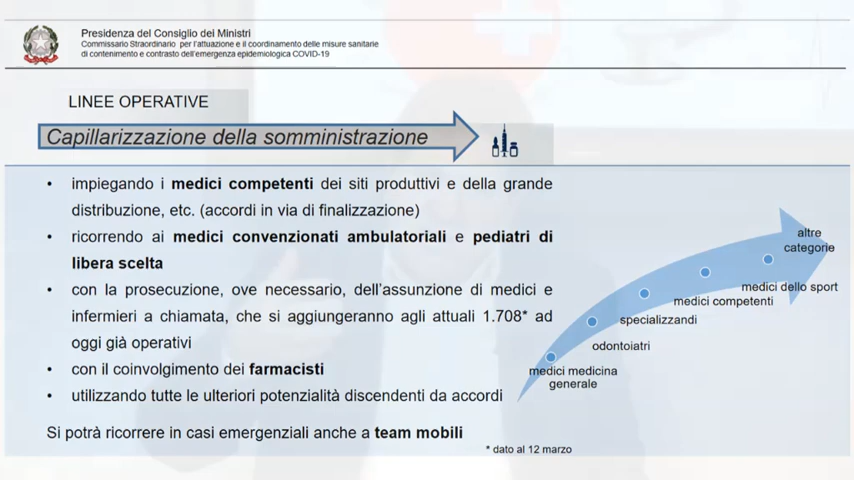 Presidenza del Consiglio dei Ministri
Commissario Straordinario per l'attuazione e il coordinamento delle misure sanitarie
di contenimento e contrasto dell'emergenza epidemiologica COVID-19
LINEE OPERATIVE
Capillarizzazione della somministrazione
• impiegando i medici competenti dei siti produttivi e della grande
distribuzione, etc. (accordi in via di finalizzazione)
• ricorrendo ai medici convenzionati ambulatoriali e pediatri di
libera scelta
• con la prosecuzione, ove necessario, dell'assunzione di medici e
infermieri a chiamata, che si aggiungeranno agli attuali 1.708* ad
oggi già operativi
• con il coinvolgimento dei farmacisti
• utilizzando tutte le ulteriori potenzialità discendenti da accordi
Si potrà ricorrere in casi emergenziali anche a team mobili
* dato al 12 marzo
altre
categorie
medici dello sport
medici competenti
specializzandi
odontoiatri
medici medicina
generale